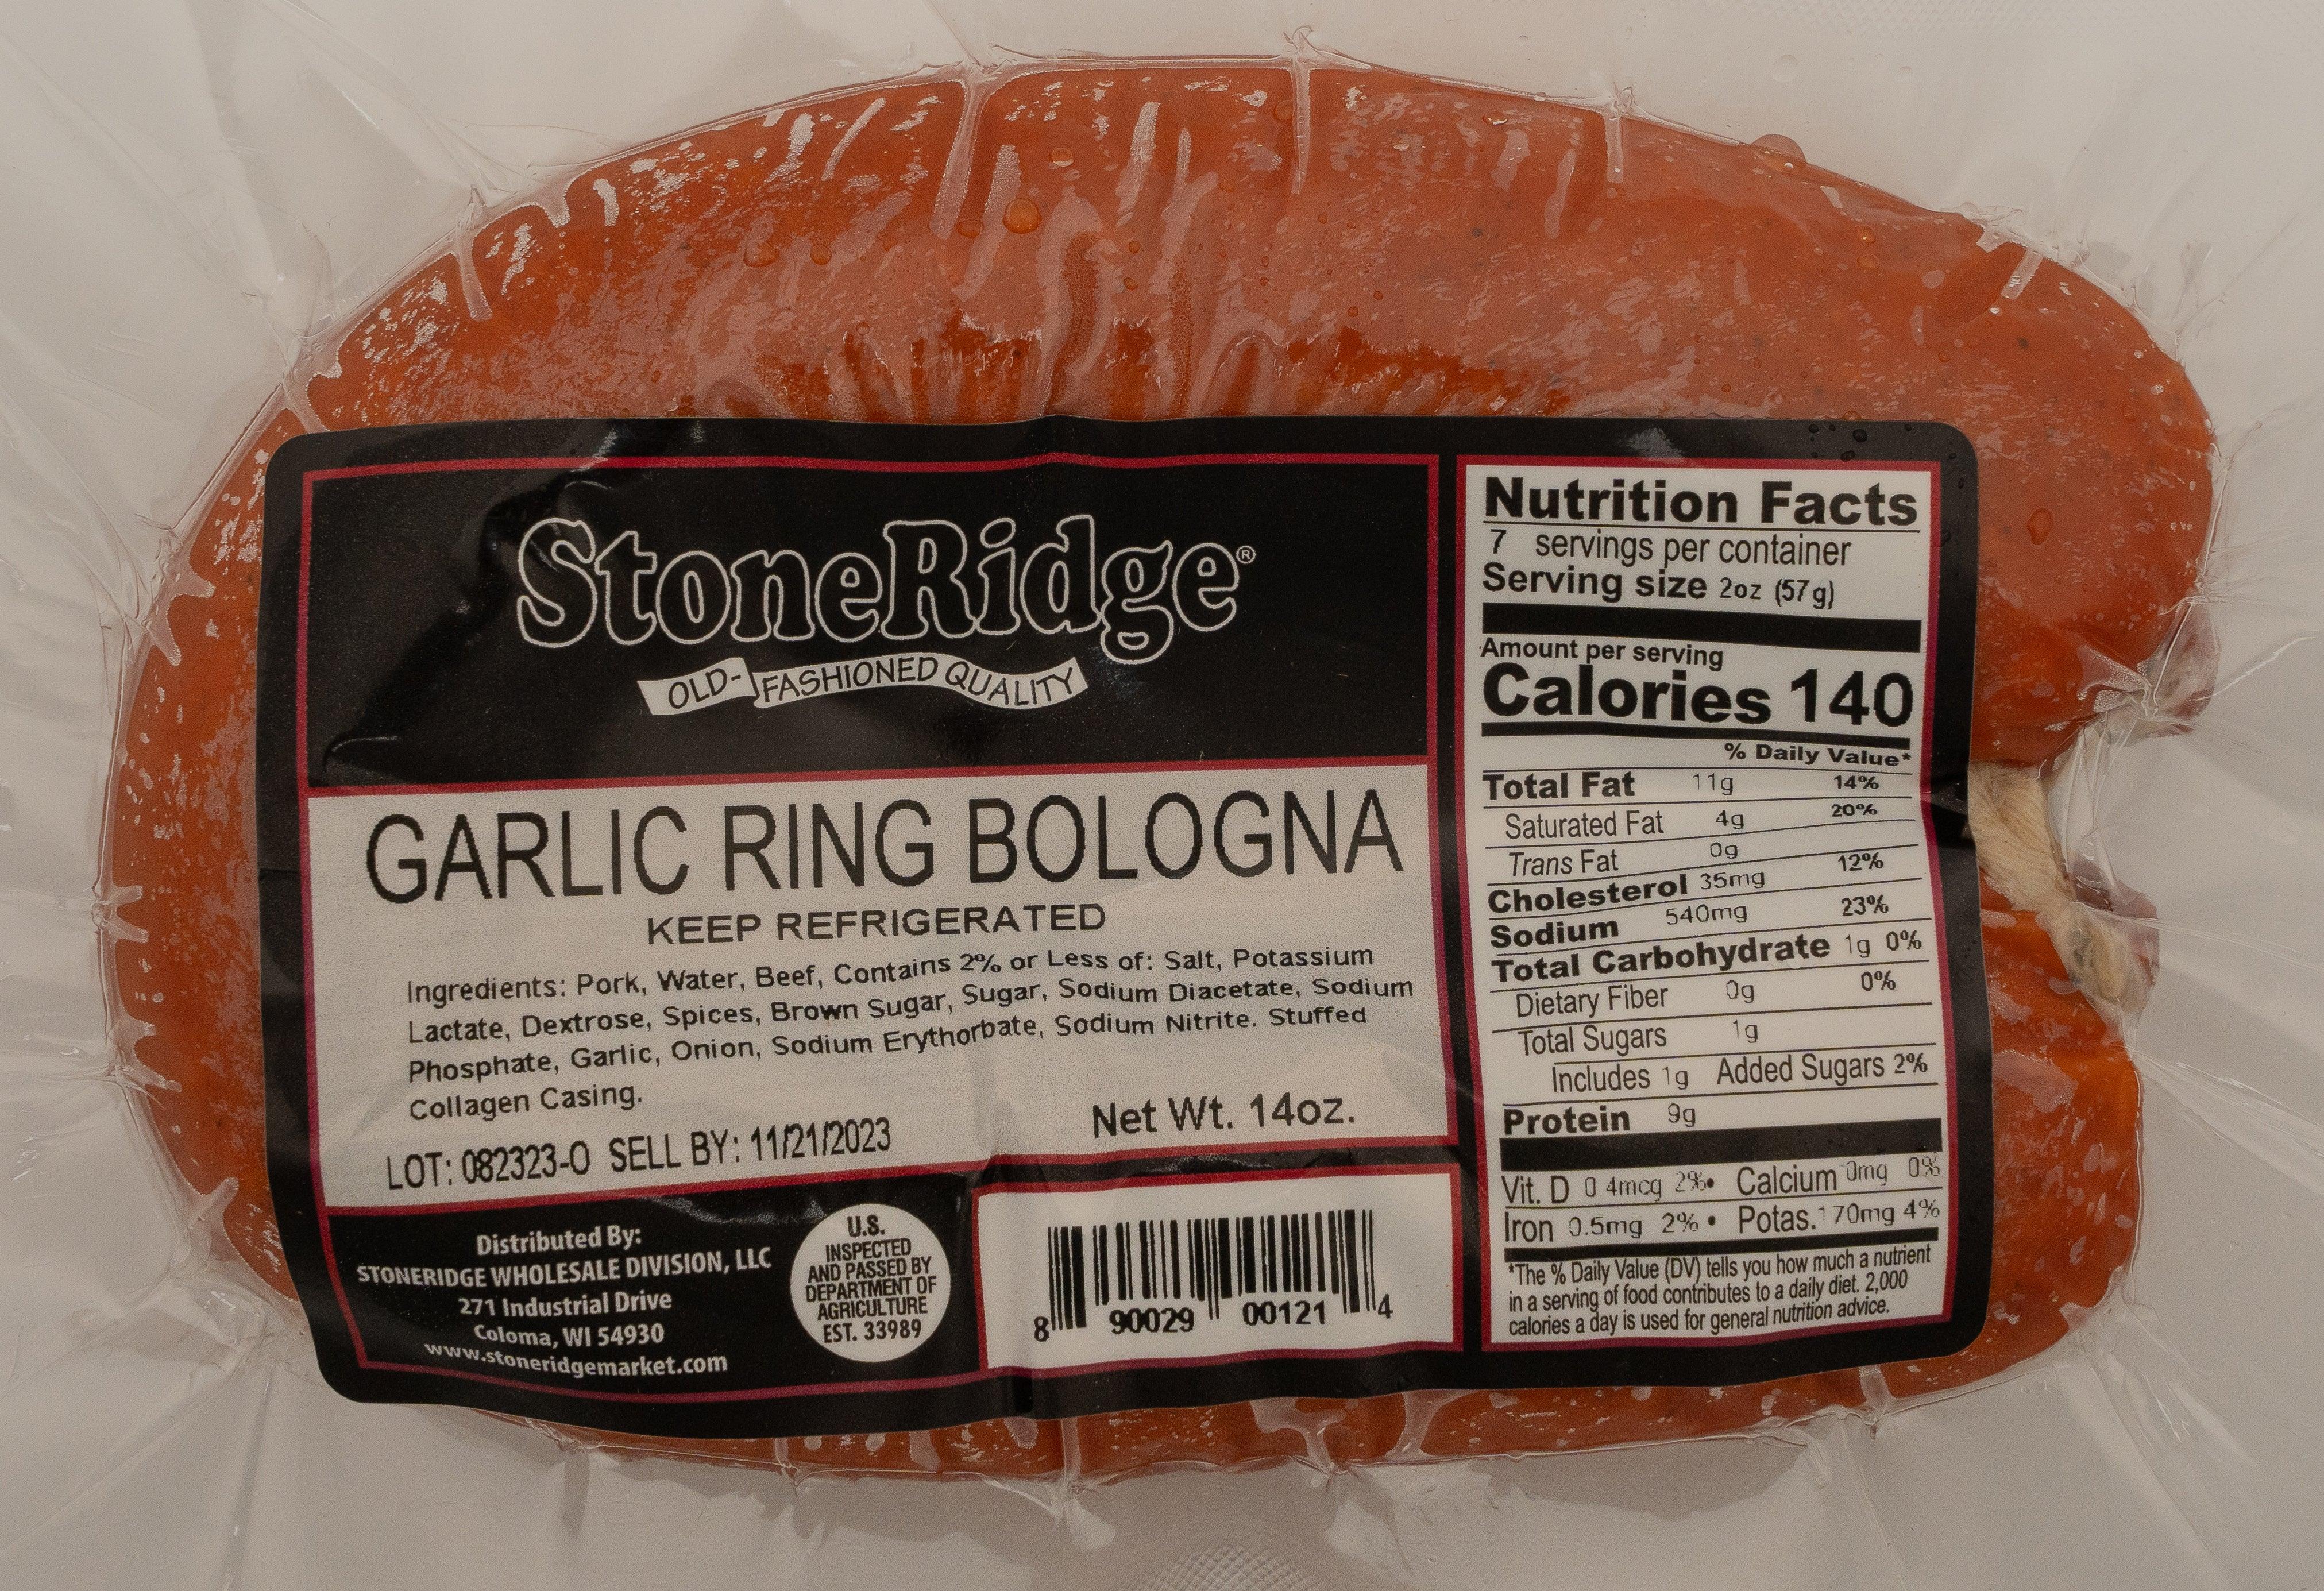 StoneRidge®
OLD-FASHIONED QUALITY
GARLIC RING BOLOGNA
KEEP REFRIGERATED
Ingredients: Pork, Water, Beef, Contains 2% or Less of: Salt, Potassium
Lactate, Dextrose, Spices, Brown Sugar, Sugar, Sodium Diacetate, Sodium
Phosphate, Garlic, Onion, Sodium Erythorbate, Sodium Nitrite. Stuffed
Collagen Casing.
Net Wt. 14oz.
LOT: 082323-O SELL BY: 11/21/2023
Distributed By:
STONERIDGE WHOLESALE DIVISION, LLC
271 Industrial Drive
Coloma, WI 54930
www.stoneridgemarket.com
U.S.
INSPECTED
AND PASSED BY
DEPARTMENT OF
AGRICULTURE
EST. 33989
8 90029 00121 4
Nutrition Facts
7 servings per container
Serving size 2oz (57g)
Amount per serving
Calories 140
% Daily Value*
Total Fat 11g 14%
Saturated Fat 4g 20%
Trans Fat 0g
Cholesterol 35mg 12%
Sodium 540mg 23%
Total Carbohydrate 1g 0%
Dietary Fiber 0g 0%
Total Sugars 1g
Includes 1g Added Sugars 2%
Protein 9g
Vit. D 0 4mcg 2% • Calcium 0mg 0%
Iron 0.5mg 2% • Potas. 170mg 4%
*The % Daily Value (DV) tells you how much a nutrient
in a serving of food contributes to a daily diet. 2,000
calories a day is used for general nutrition advice.